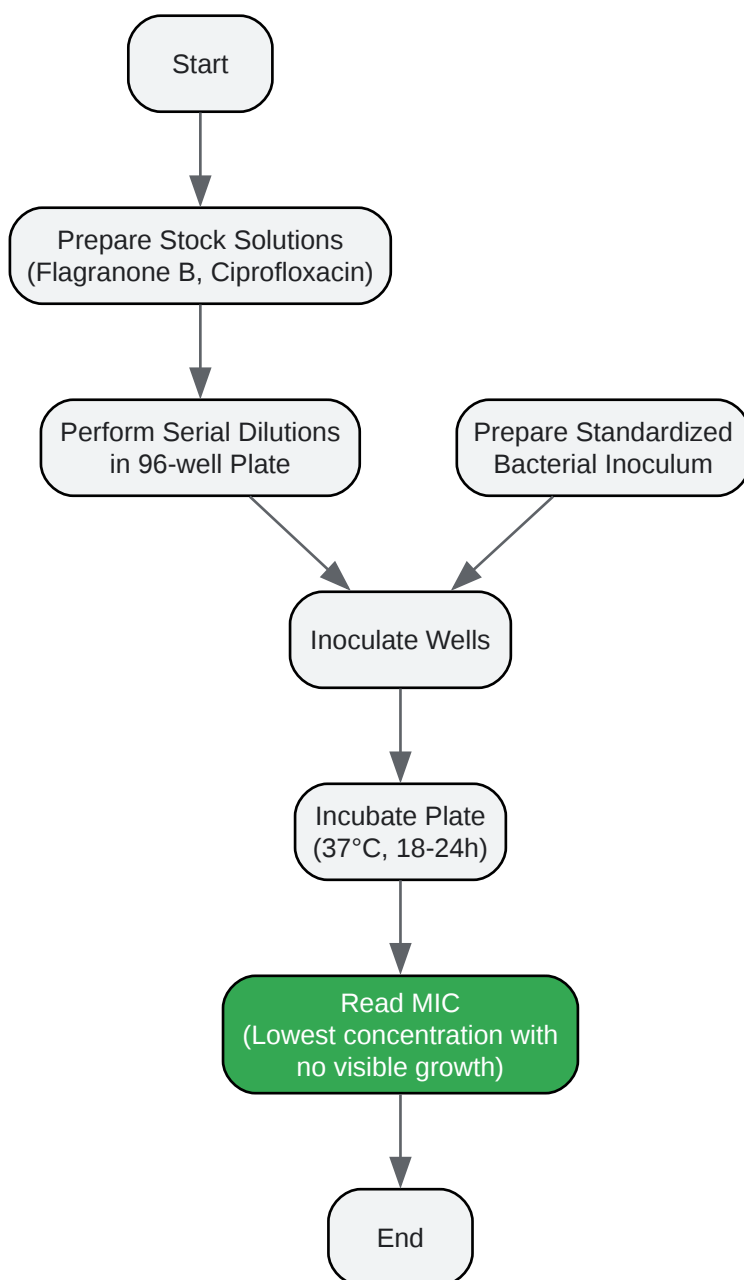 Start
Prepare Stock Solutions
(Flagranone B, Ciprofloxacin)
Perform Serial Dilutions
in 96-well Plate
Prepare Standardized
Bacterial Inoculum
Inoculate Wells
Incubate Plate
(37°C, 18-24h)
Read MIC
(Lowest concentration with
no visible growth)
End